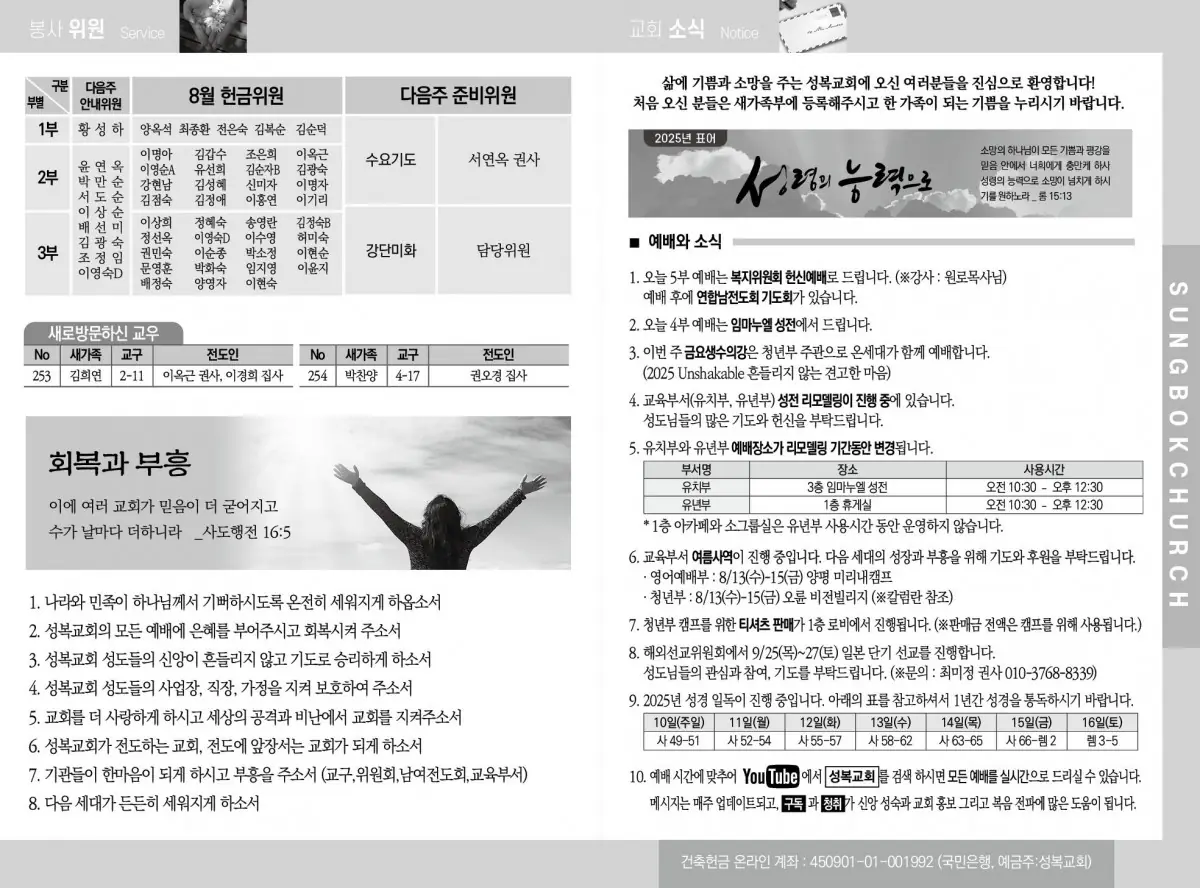 봉사 위원 Service
구분
부별
다음주
안내위원
8월 헌금위원
다음주 준비위원
1부
황성하
양옥석 최종환 전은숙 김복순 김순덕
2부
이명아 김갑수 조은희 이옥근
이영순A 유선희 김순자B 김광숙
강현남 김성혜 신미자 이명자
김점숙 김정애 이홍연 이기리
윤연옥
박만순
서도순
이상순
배선미
김광숙
조정임
이영숙D
3부
이상희 정혜숙 송영란 김정숙B
정선옥 이영숙D 이수영 허미숙
권민숙 이순종 박소정 이현순
문영훈 박화숙 임지영 이윤지
배정숙 양영자 이현숙
수요기도 서연옥 권사
강단미화 담당위원
새로방문하신 교우
No 새가족 교구 전도인 No 새가족 교구 전도인
253 김희연 2-11 이옥근 권사, 이경희 집사 254 박찬양 4-17 권오경 집사
회복과 부흥
이에 여러 교회가 믿음이 더 굳어지고
수가 날마다 더하니라 _사도행전 16:5
1. 나라와 민족이 하나님께서 기뻐하시도록 온전히 세워지게 하옵소서
2. 성복교회의 모든 예배에 은혜를 부어주시고 회복시켜 주소서
3. 성복교회 성도들의 신앙이 흔들리지 않고 기도로 승리하게 하소서
4. 성복교회 성도들의 사업장, 직장, 가정을 지켜 보호하여 주소서
5. 교회를 더 사랑하게 하시고 세상의 공격과 비난에서 교회를 지켜주소서
6. 성복교회가 전도하는 교회, 전도에 앞장서는 교회가 되게 하소서
7. 기관들이 한마음이 되게 하시고 부흥을 주소서 (교구,위원회,남여전도회,교육부서)
8. 다음 세대가 든든히 세워지게 하소서
교회 소식 Notice
삶에 기쁨과 소망을 주는 성복교회에 오신 여러분들을 진심으로 환영합니다!
처음 오신 분들은 새가족부에 등록해주시고 한 가족이 되는 기쁨을 누리시기 바랍니다.
2025년 표어
성령의 능력으로
소망의 하나님이 모든 기쁨과 평강을
믿음 안에서 너희에게 충만케 하사
성령의 능력으로 소망이 넘치게 하시
기를 원하노라 _ 롬 15:13
■ 예배와 소식
1. 오늘 5부 예배는 복지위원회 헌신예배로 드립니다. (※강사 : 원로목사님)
예배 후에 연합남전도회 기도회가 있습니다.
2. 오늘 4부 예배는 임마누엘 성전에서 드립니다.
3. 이번 주 금요생수의강은 청년부 주관으로 온세대가 함께 예배합니다.
(2025 Unshakable 흔들리지 않는 견고한 마음)
4. 교육부서(유치부, 유년부) 성전 리모델링이 진행 중에 있습니다.
성도님들의 많은 기도와 헌신을 부탁드립니다.
5. 유치부와 유년부 예배장소가 리모델링 기간동안 변경됩니다.
부서명 장소 사용시간
유치부 3층 임마누엘 성전 오전 10:30 - 오후 12:30
유년부 1층 휴게실 오전 10:30 - 오후 12:30
* 1층 아카페와 소그룹실은 유년부 사용시간 동안 운영하지 않습니다.
6. 교육부서 여름사역이 진행 중입니다. 다음 세대의 성장과 부흥을 위해 기도와 후원을 부탁드립니다.
· 영어예배부 : 8/13(수)-15(금) 양평 미리내캠프
· 청년부 : 8/13(수)-15(금) 오륜 비전빌리지 (※칼럼란 참조)
7. 청년부 캠프를 위한 티셔츠 판매가 1층 로비에서 진행됩니다. (※판매금 전액은 캠프를 위해 사용됩니다.)
8. 해외선교위원회에서 9/25(목)~27(토) 일본 단기 선교를 진행합니다.
성도님들의 관심과 참여, 기도를 부탁드립니다. (※문의 : 최미정 권사 010-3768-8339)
9. 2025년 성경 일독이 진행 중입니다. 아래의 표를 참고하셔서 1년간 성경을 통독하시기 바랍니다.
10일(주일) 11일(월) 12일(화) 13일(수) 14일(목) 15일(금) 16일(토)
사 49-51 사 52-54 사 55-57 사 58-62 사 63-65 사 66-렘 2 렘 3-5
10. 예배 시간에 맞추어 YouTube 에서 성복교회를 검색 하시면 모든 예배를 실시간으로 드리실 수 있습니다.
메시지는 매주 업데이트되고, 구독 과 청취가 신앙 성숙과 교회 홍보 그리고 복음 전파에 많은 도움이 됩니다.
SUNGBOKCHURCH
건축헌금 온라인 계좌 : 450901-01-001992 (국민은행, 예금주:성복교회)